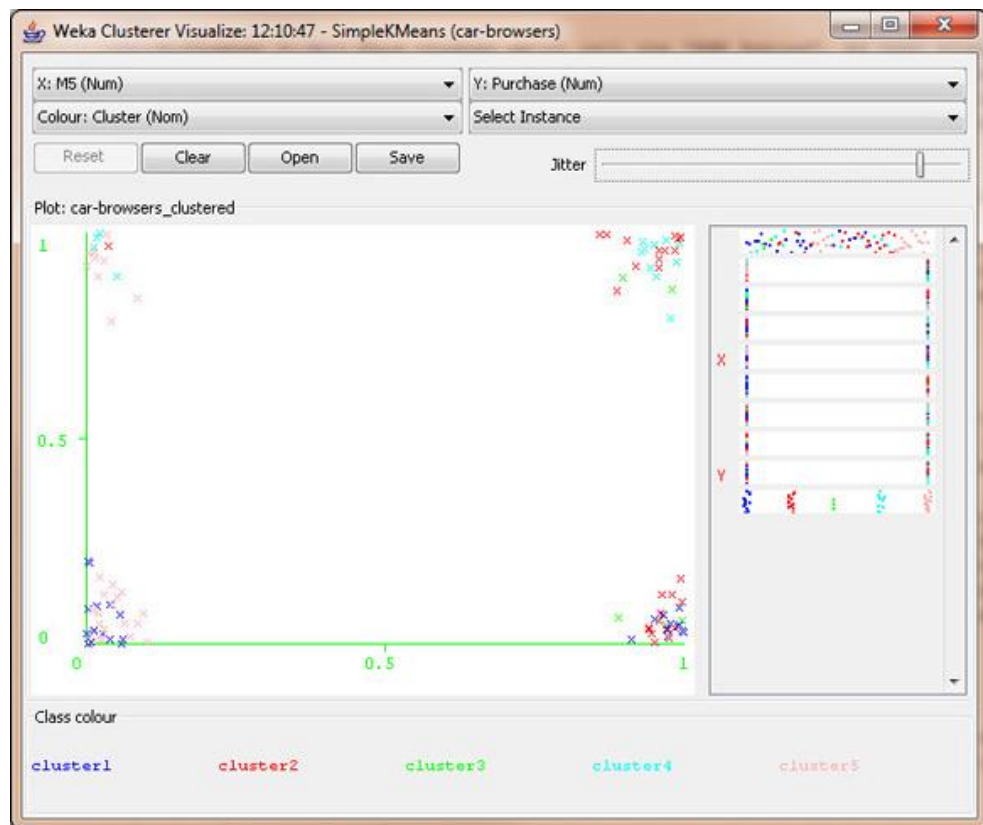 Weka Clusterer Visualize: 12:10:47 - SimpleKMeans (car-browsers)
X: M5 (Num)
Y: Purchase (Num)
Colour: Cluster (Nom)
Select Instance
Reset
Clear
Open
Save
Jitter
Plot: car-browsers_clustered
1
0.5
0
0
0.5
1
X
Y
Class colour
cluster1
cluster2
cluster3
cluster4
cluster5